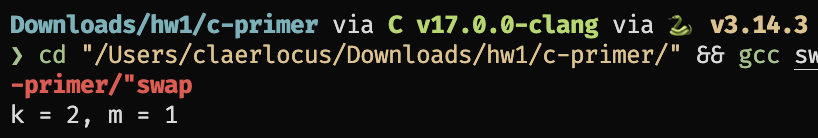 Downloads/hw1/c-primer via C v17.0.0-clang via 🐍 v3.14.3
❯ cd "/Users/claerlocus/Downloads/hw1/c-primer/" && gcc sw
-primer/"swap
k = 2, m = 1